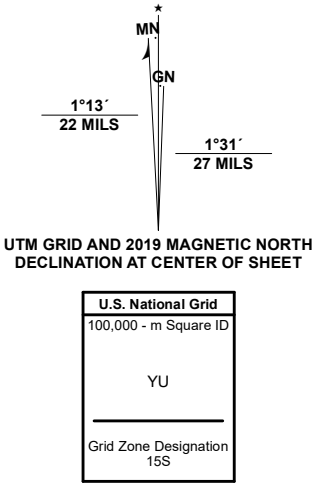 MN
GN
1°13´
22 MILS
1°31´
27 MILS
UTM GRID AND 2019 MAGNETIC NORTH
DECLINATION AT CENTER OF SHEET
U.S. National Grid
100,000 - m Square ID
YU
Grid Zone Designation
15S